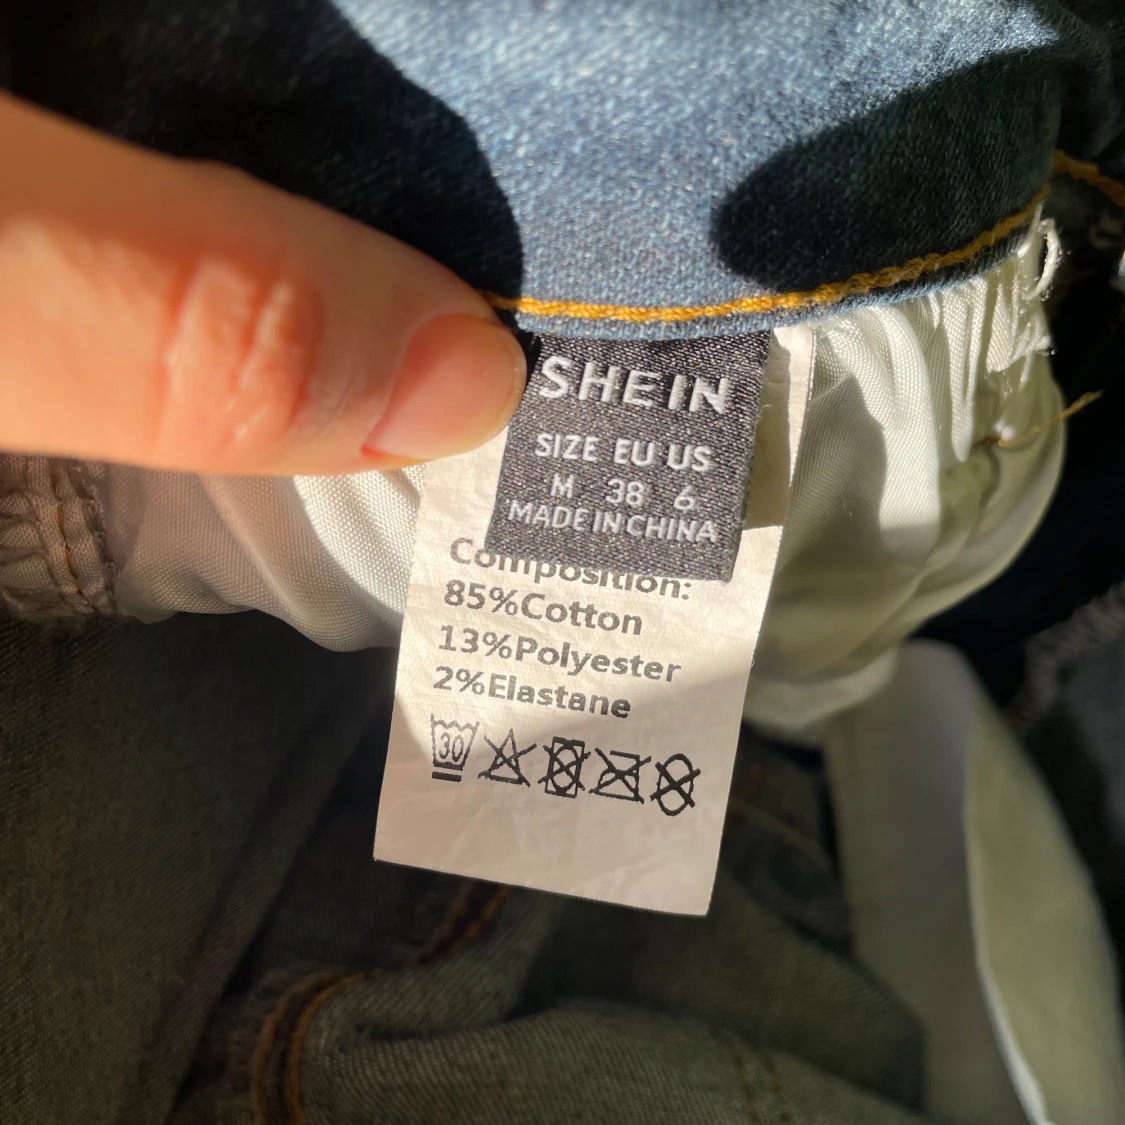 SHEIN
SIZE EU US
M 38 6
MADE IN CHINA
Composition:
85%Cotton
13%Polyester
2%Elastane
30